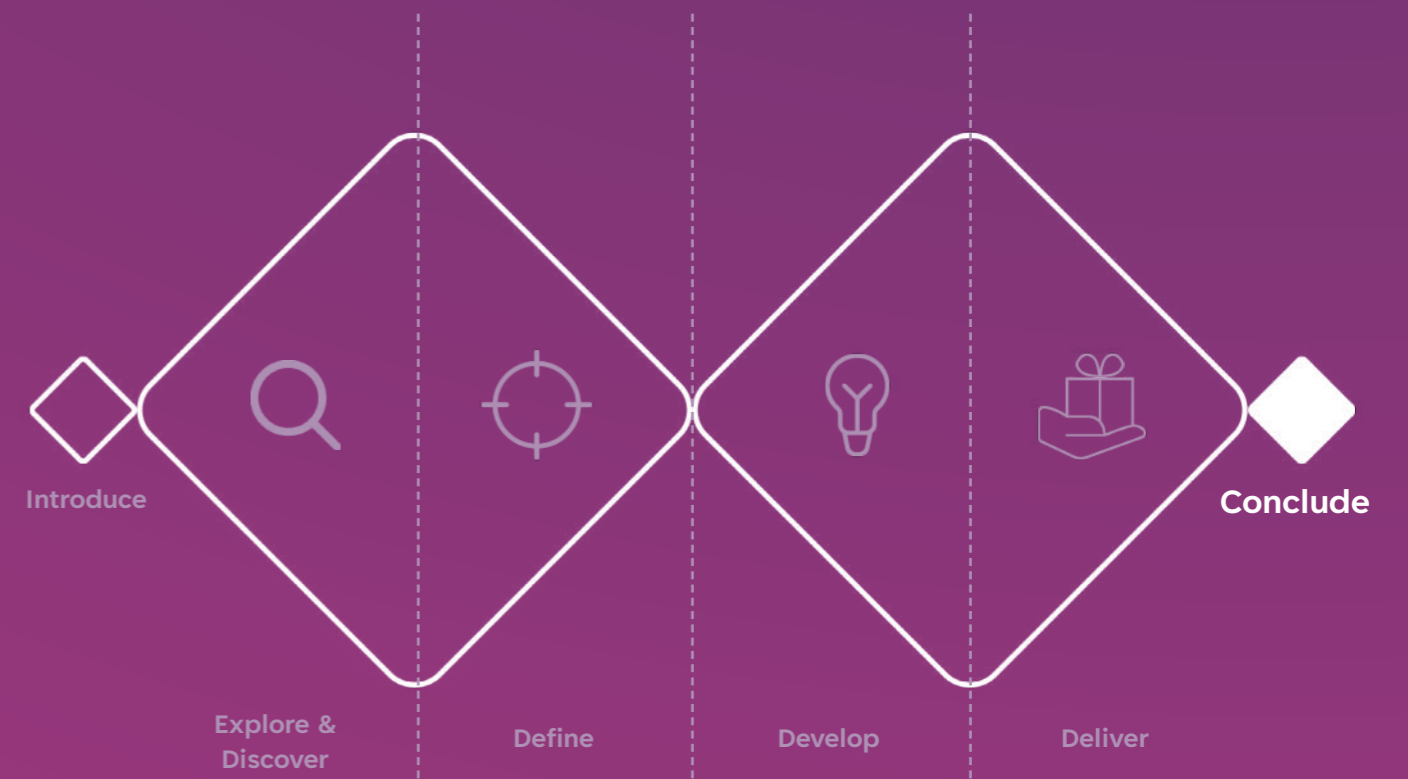 Introduce
Conclude
Explore &
Discover
Define
Develop
Deliver